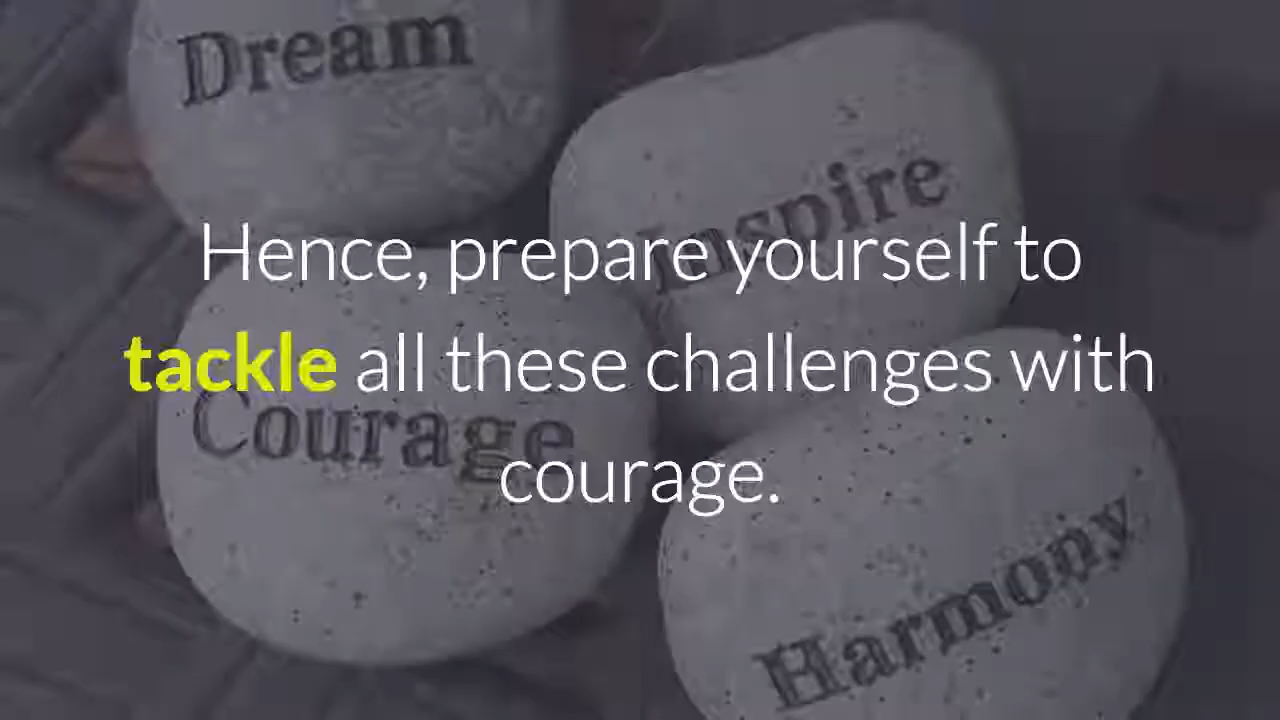 Dream
Inspire
Hence, prepare yourself to
tackle all these challenges with
Courage
courage.
Harmony